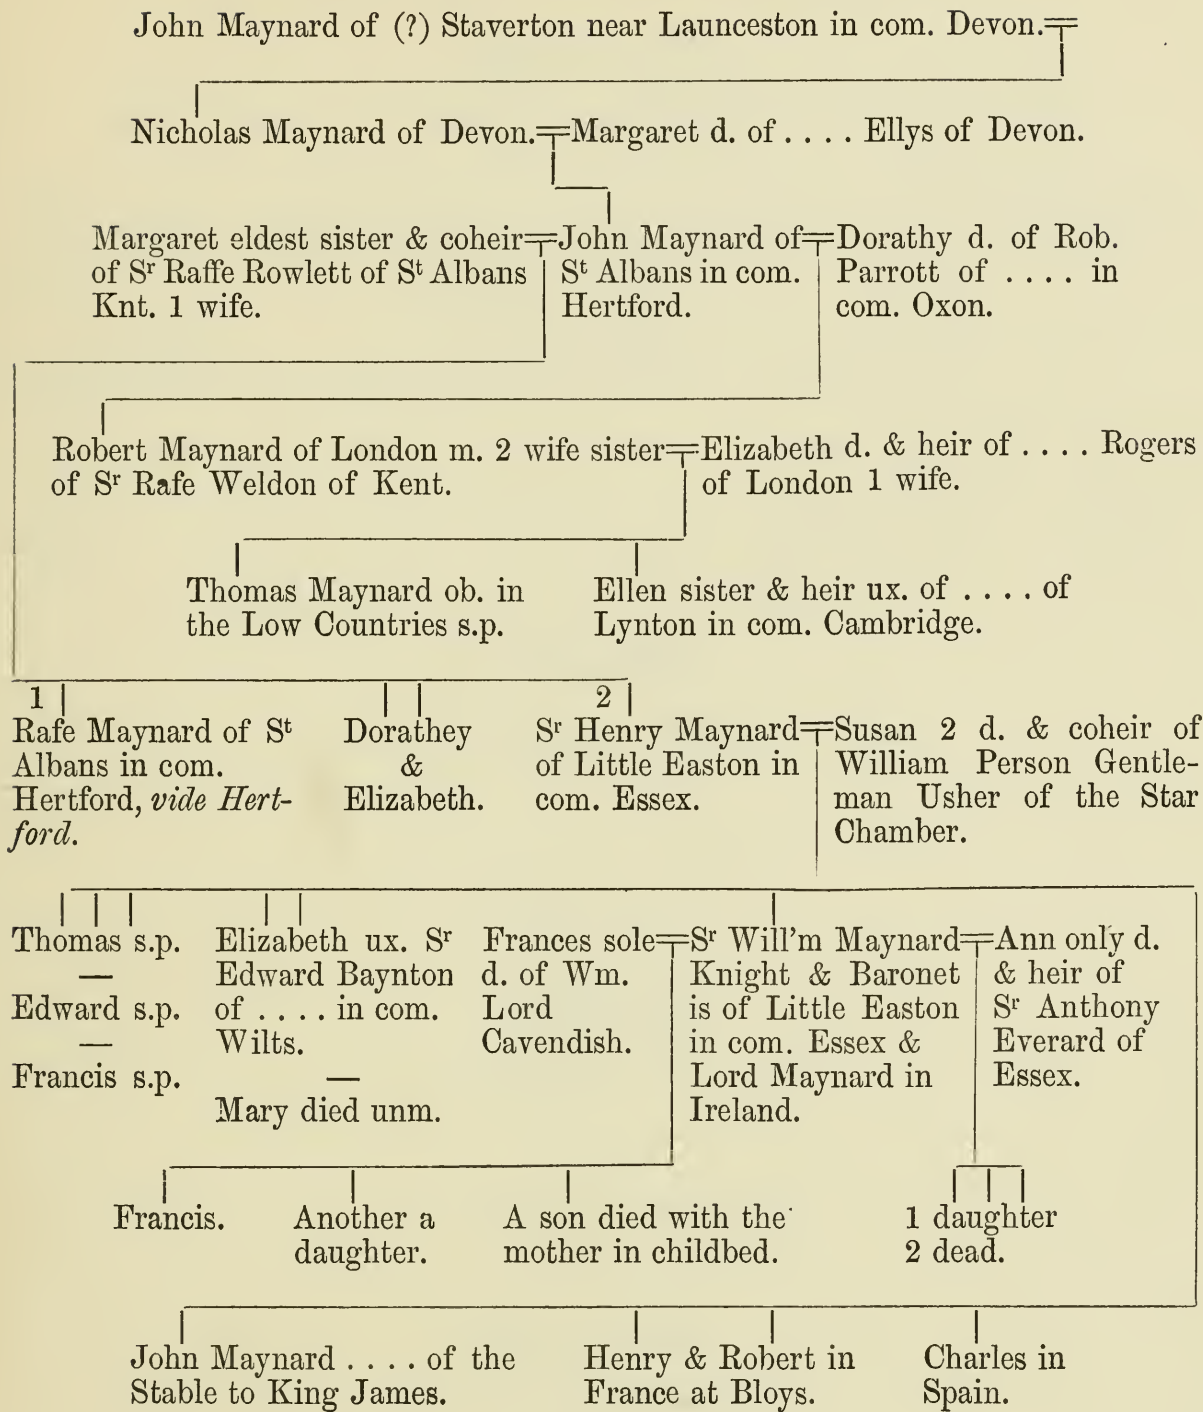 John Maynard of (?) Staverton near Launceston in com. Devon.
Nicholas Maynard of Devon. Margaret d. of . . . . Ellys of Devon.
Margaret eldest sister & coheir
of Sʳ Raffe Rowlett of Sᵗ Albans
Knt. 1 wife.
John Maynard of
Sᵗ Albans in com.
Hertford.
Dorathy d. of Rob.
Parrott of . . . . in
com. Oxon.
Robert Maynard of London m. 2 wife sister
of Sʳ Rafe Weldon of Kent.
Elizabeth d. & heir of . . . . Rogers
of London 1 wife.
Thomas Maynard ob. in
the Low Countries s.p.
Ellen sister & heir ux. of . . . . of
Lynton in com. Cambridge.
1
Rafe Maynard of Sᵗ
Albans in com.
Hertford, vide Hert-
ford.
Dorathey
&
Elizabeth.
2
Sʳ Henry Maynard
of Little Easton in
com. Essex.
Susan 2 d. & coheir of
William Person Gentle-
man Usher of the Star
Chamber.
Thomas s.p.
—
Edward s.p.
—
Francis s.p.
Elizabeth ux. Sʳ
Edward Baynton
of . . . . in com.
Wilts.
—
Mary died unm.
Frances sole
d. of Wm.
Lord
Cavendish.
Sʳ Will'm Maynard
Knight & Baronet
is of Little Easton
in com. Essex &
Lord Maynard in
Ireland.
Ann only d.
& heir of
Sʳ Anthony
Everard of
Essex.
Francis.
Another a
daughter.
A son died with the
mother in childbed.
1 daughter
2 dead.
John Maynard . . . . of the
Stable to King James.
Henry & Robert in
France at Bloys.
Charles in
Spain.